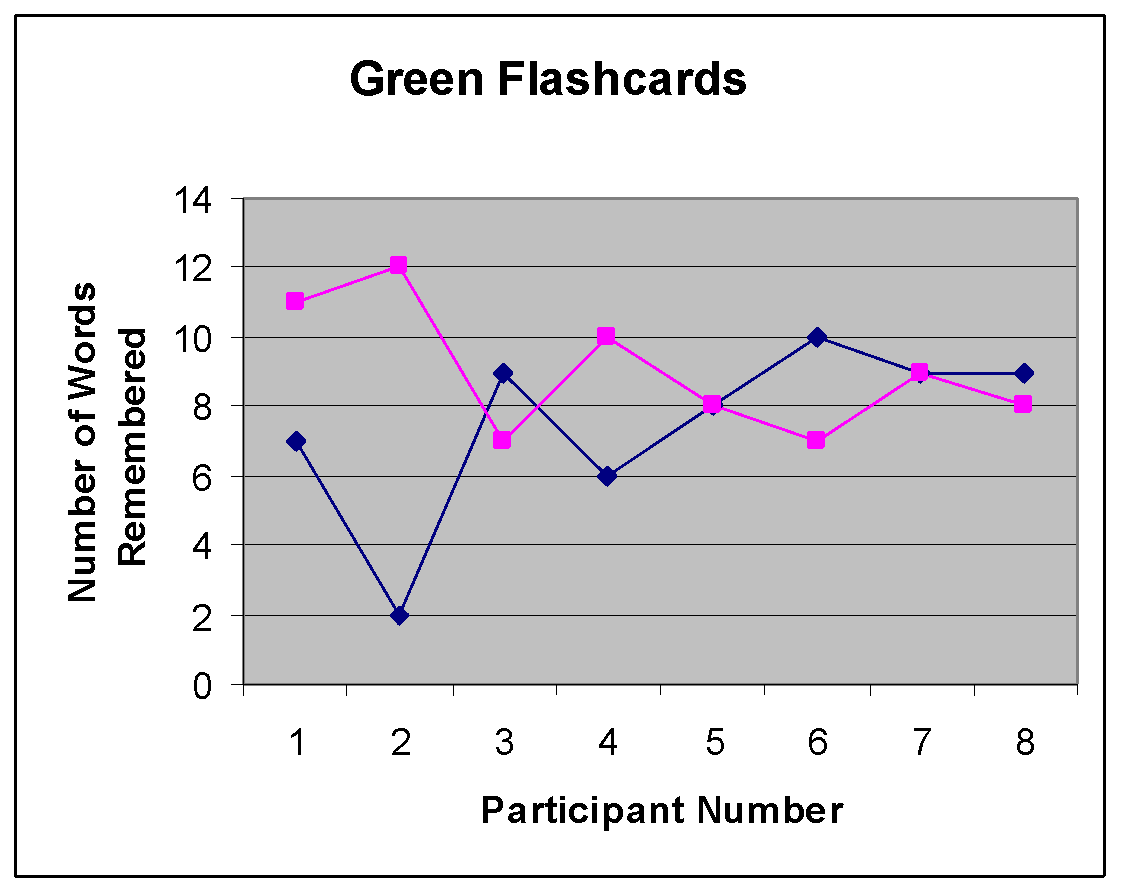 Green Flashcards
14
12
10
8
6
4
2
0
Number of Words
Remembered
1 2 3 4 5 6 7 8
Participant Number